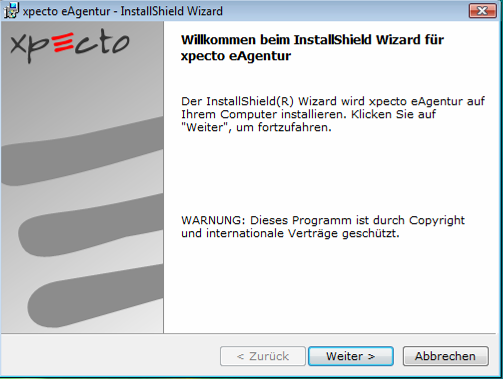 xpecto eAgentur - InstallShield Wizard
xpecto
Willkommen beim InstallShield Wizard für
xpecto eAgentur
Der InstallShield(R) Wizard wird xpecto eAgentur auf
Ihrem Computer installieren. Klicken Sie auf
"Weiter", um fortzufahren.
WARNUNG: Dieses Programm ist durch Copyright
und internationale Verträge geschützt.
< Zurück Weiter > Abbrechen